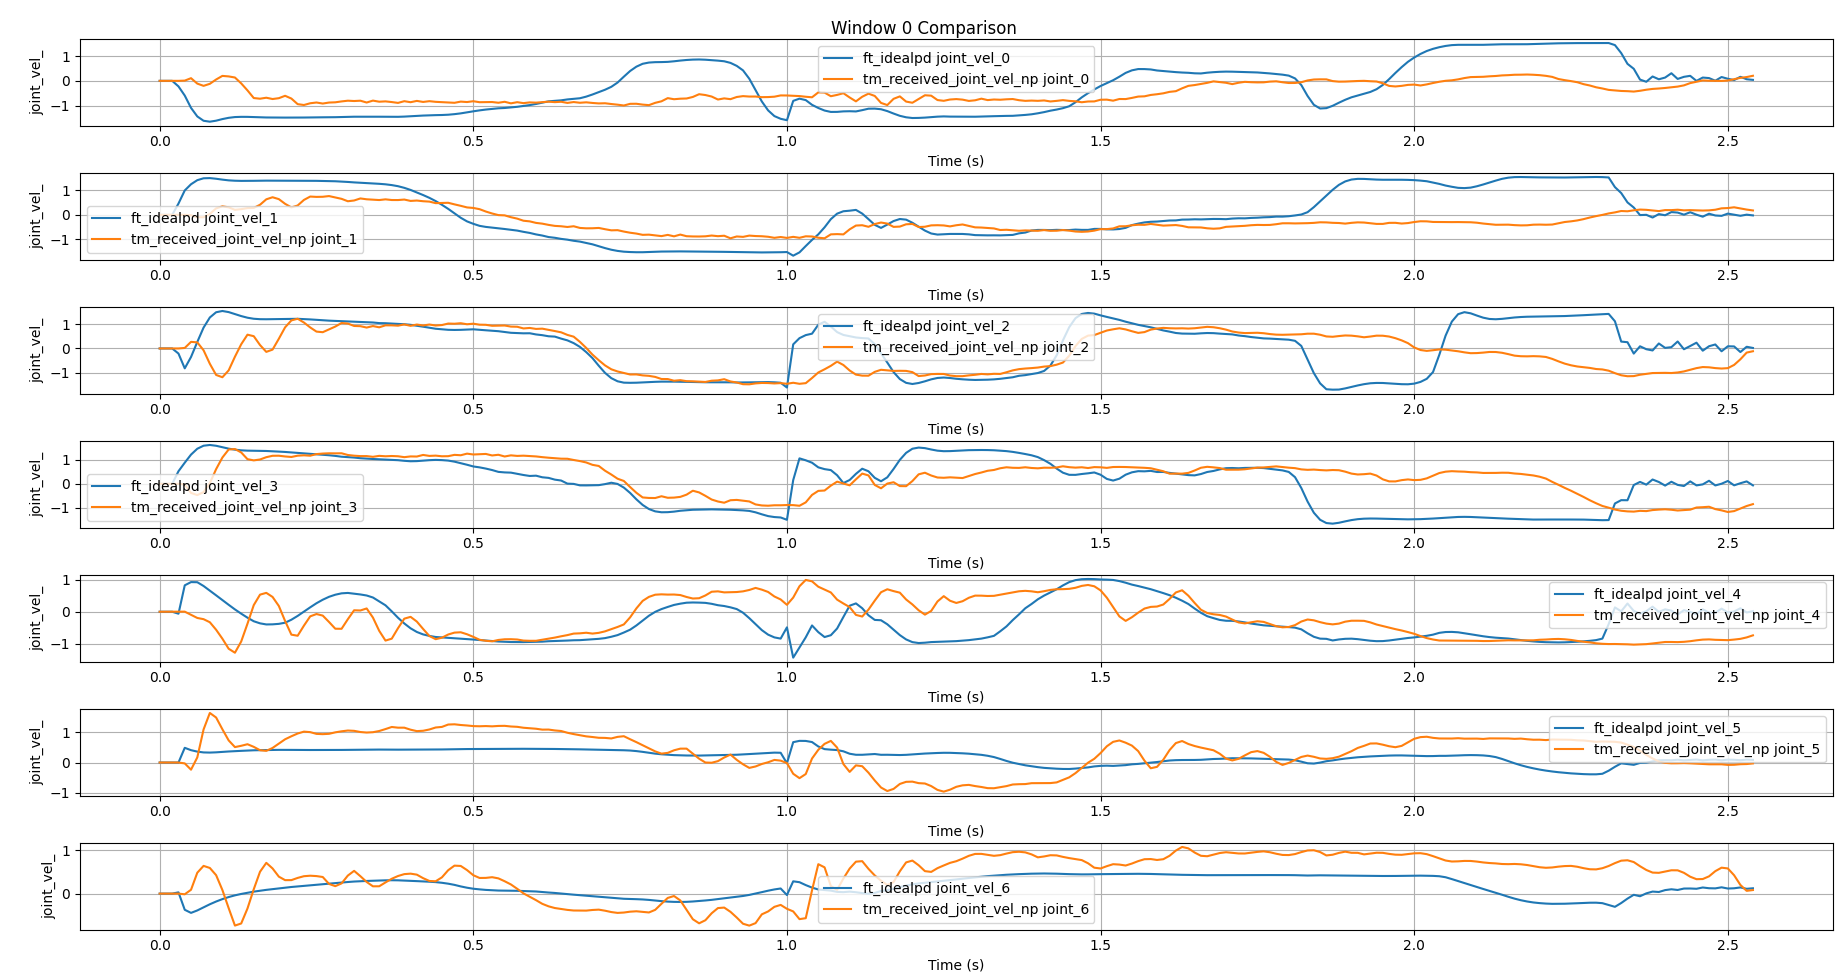 Window 0 Comparison
joint_vel_
1
0
−1
ft_idealpd joint_vel_0
tm_received_joint_vel_np joint_0
0.0 0.5 1.0 1.5 2.0 2.5
Time (s)
joint_vel_
1
0
−1
ft_idealpd joint_vel_1
tm_received_joint_vel_np joint_1
0.0 0.5 1.0 1.5 2.0 2.5
Time (s)
joint_vel_
1
0
−1
ft_idealpd joint_vel_2
tm_received_joint_vel_np joint_2
0.0 0.5 1.0 1.5 2.0 2.5
Time (s)
joint_vel_
1
0
−1
ft_idealpd joint_vel_3
tm_received_joint_vel_np joint_3
0.0 0.5 1.0 1.5 2.0 2.5
Time (s)
joint_vel_
1
0
−1
ft_idealpd joint_vel_4
tm_received_joint_vel_np joint_4
0.0 0.5 1.0 1.5 2.0 2.5
Time (s)
joint_vel_
1
0
−1
ft_idealpd joint_vel_5
tm_received_joint_vel_np joint_5
0.0 0.5 1.0 1.5 2.0 2.5
Time (s)
joint_vel_
1
0
ft_idealpd joint_vel_6
tm_received_joint_vel_np joint_6
0.0 0.5 1.0 1.5 2.0 2.5
Time (s)